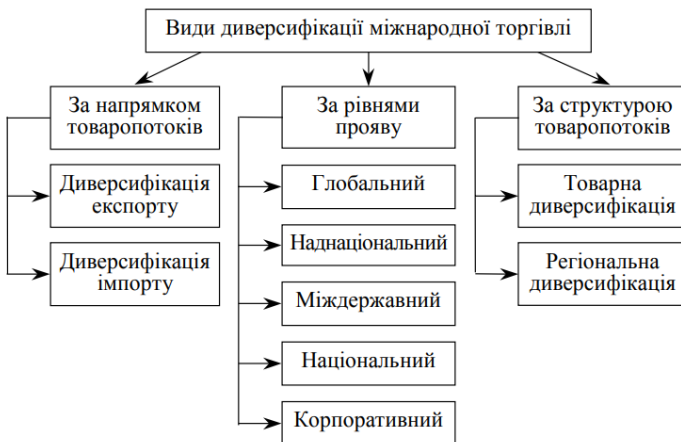 Види диверсифікації міжнародної торгівлі
За напрямком
товаропотоків
Диверсифікація
експорту
Диверсифікація
імпорту
За рівнями
прояву
Глобальний
Наднаціональний
Міждержавний
Національний
Корпоративний
За структурою
товаропотоків
Товарна
диверсифікація
Регіональна
диверсифікація